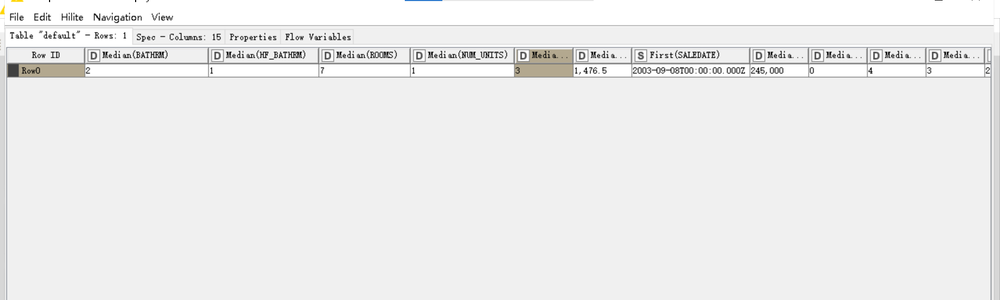 File Edit Hilite Navigation View
Table "default" - Rows: 1 Spec - Columns: 15 Properties Flow Variables
Row ID D Median(BATHRM) D Median(HF_BATHRM) D Median(ROOMS) D Median(NUM_UNITS) D Media... D Media... S First(SALEDATE) D Media... D Media... D Media... D Media...
Row0 2 1 7 1 3 1,476.5 2003-09-08T00:00:00.000Z 245,000 0 4 3 2